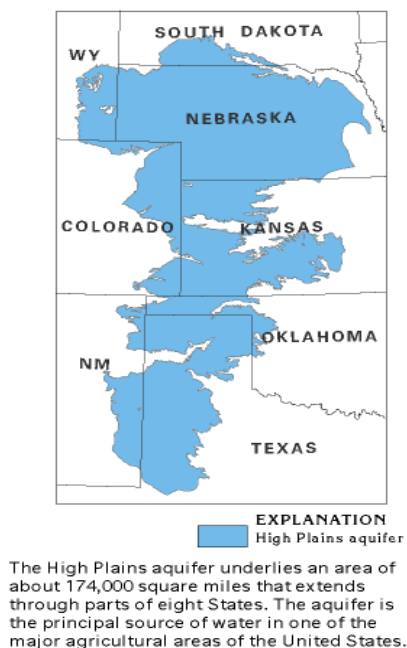 SOUTH DAKOTA
WY
NEBRASKA
COLORADO
KANSAS
OKLAHOMA
NM
TEXAS
EXPLANATION
High Plains aquifer
The High Plains aquifer underlies an area of
about 174,000 square miles that extends
through parts of eight States. The aquifer is
the principal source of water in one of the
major agricultural areas of the United States.